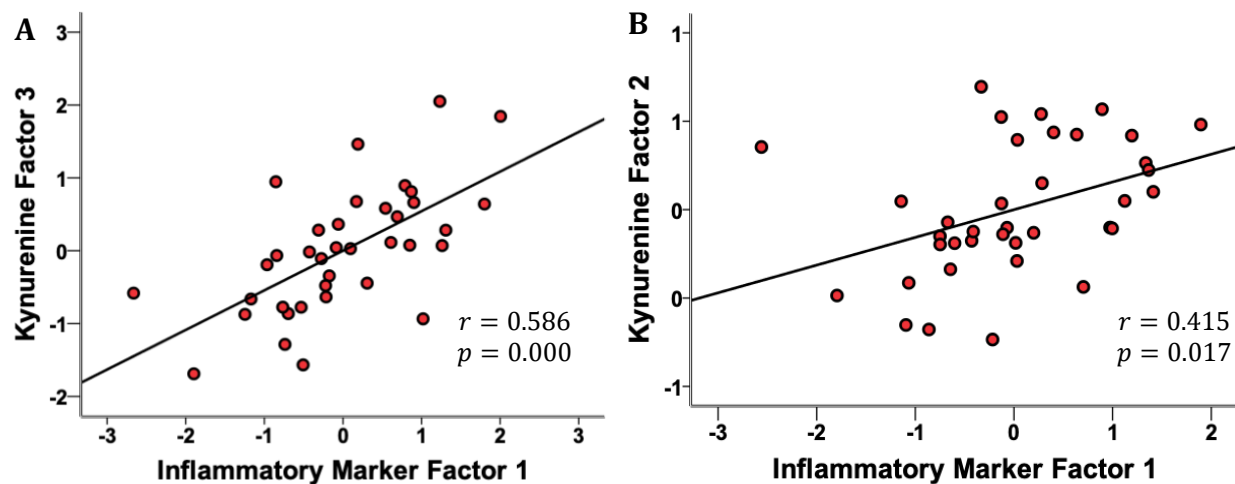 A
Kynurenine Factor 3
3
2
1
0
-1
-2
-3
-2
-1
0
1
2
3
Inflammatory Marker Factor 1
r = 0.586
p = 0.000
B
Kynurenine Factor 2
1
1
0
0
-1
-3
-2
-1
0
1
2
Inflammatory Marker Factor 1
r = 0.415
p = 0.017